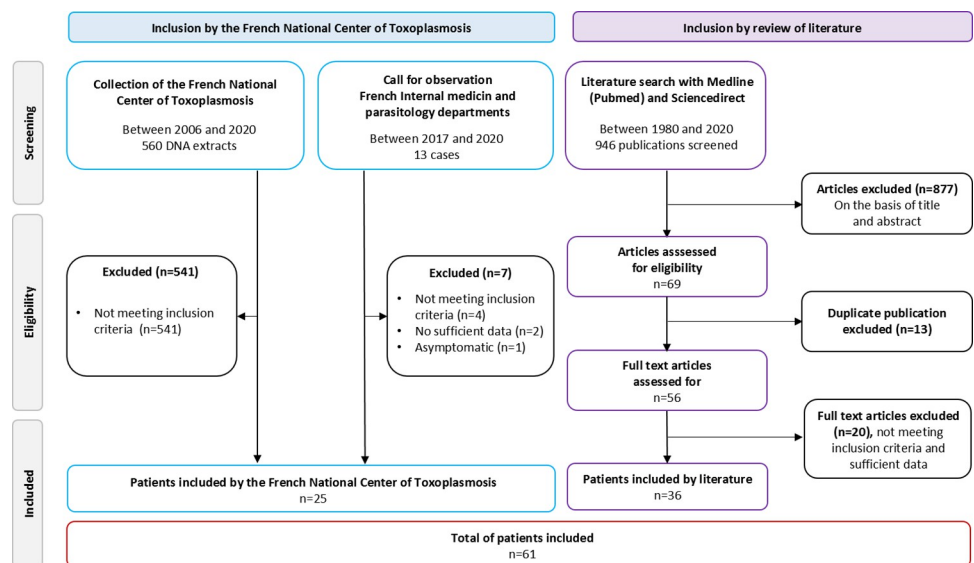 Inclusion by the French National Center of Toxoplasmosis
Inclusion by review of literature
Screening
Collection of the French National
Center of Toxoplasmosis
Between 2006 and 2020
560 DNA extracts
Call for observation
French Internal medicin and
parasitology departments
Between 2017 and 2020
13 cases
Literature search with Medline
(Pubmed) and Sciencedirect
Between 1980 and 2020
946 publications screened
Articles excluded (n=877)
On the basis of title
and abstract
Eligibility
Excluded (n=541)
• Not meeting inclusion
criteria (n=541)
Excluded (n=7)
• Not meeting inclusion
criteria (n=4)
• No sufficient data (n=2)
• Asymptomatic (n=1)
Articles asssessed
for eligibility
n=69
Duplicate publication
excluded (n=13)
Full text articles
assessed for
n=56
Full text articles excluded
(n=20), not meeting
inclusion criteria and
sufficient data
Included
Patients included by the French National Center of Toxoplasmosis
n=25
Patients included by literature
n=36
Total of patients included
n=61